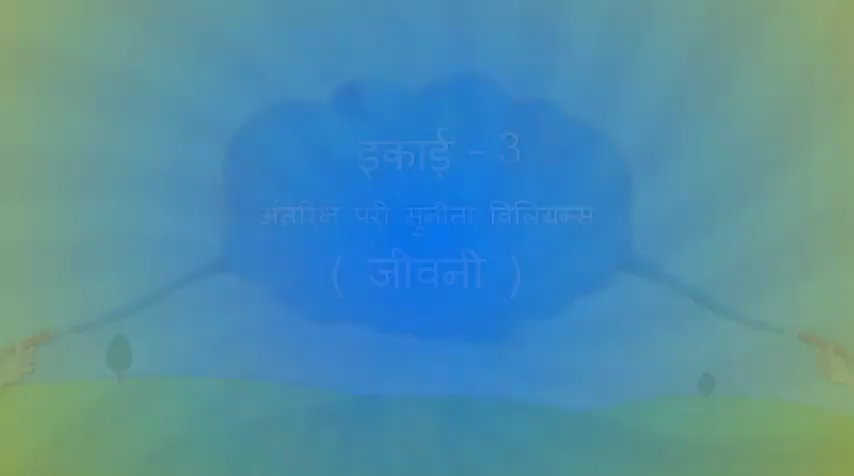 इकाई - 3
अंतरिक्ष परी सुनीता विलियम्स
( जीवनी )